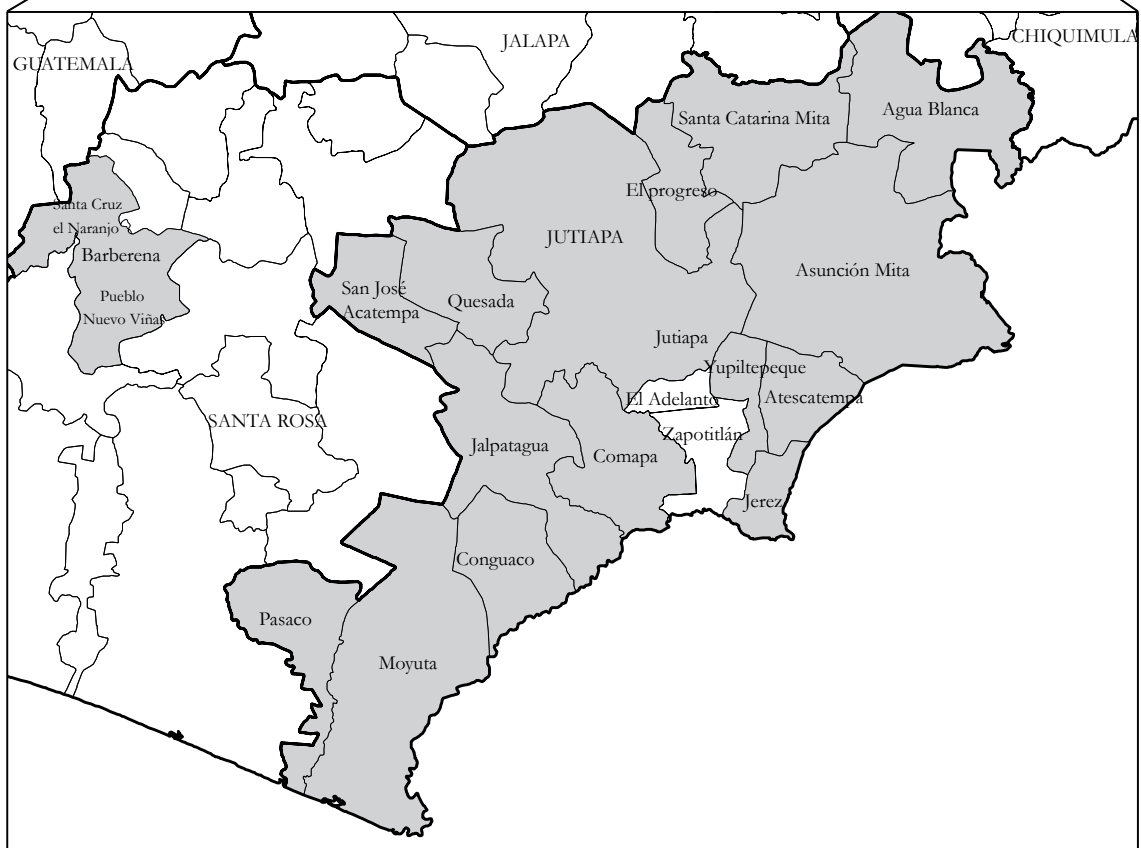 JALAPA
CHIQUIMULA
GUATEMALA
Santa Catarina Mita
Agua Blanca
El progreso
Santa Cruz
el Naranjo
JUTIAPA
Barberena
Asunción Mita
San José
Acatempa
Quesada
Pueblo
Nuevo Viñas
Jutiapa
Yupiltepeque
El Adelanto
Atescatempa
SANTA ROSA
Zapotitlán
Jalpatagua
Comapa
Jerez
Conguaco
Pasaco
Moyuta